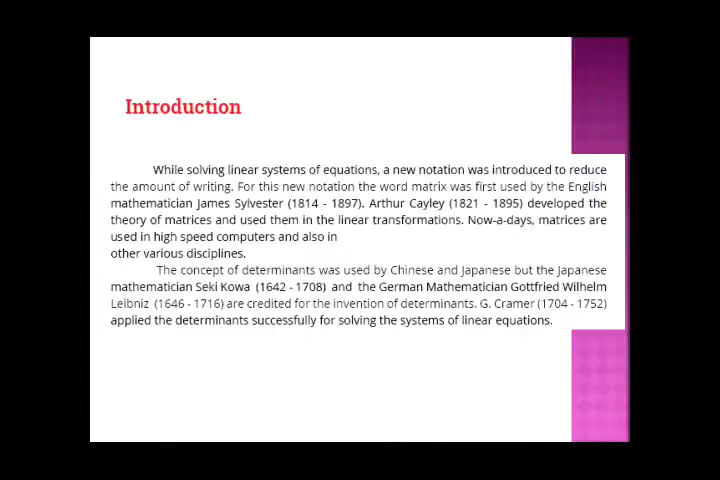 Introduction
While solving linear systems of equations, a new notation was introduced to reduce
the amount of writing. For this new notation the word matrix was first used by the English
mathematician James Sylvester (1814 - 1897). Arthur Cayley (1821 - 1895) developed the
theory of matrices and used them in the linear transformations. Now-a-days, matrices are
used in high speed computers and also in
other various disciplines.
The concept of determinants was used by Chinese and Japanese but the Japanese
mathematician Seki Kowa (1642 - 1708) and the German Mathematician Gottfried Wilhelm
Leibniz (1646 - 1716) are credited for the invention of determinants. G. Cramer (1704 - 1752)
applied the determinants successfully for solving the systems of linear equations.